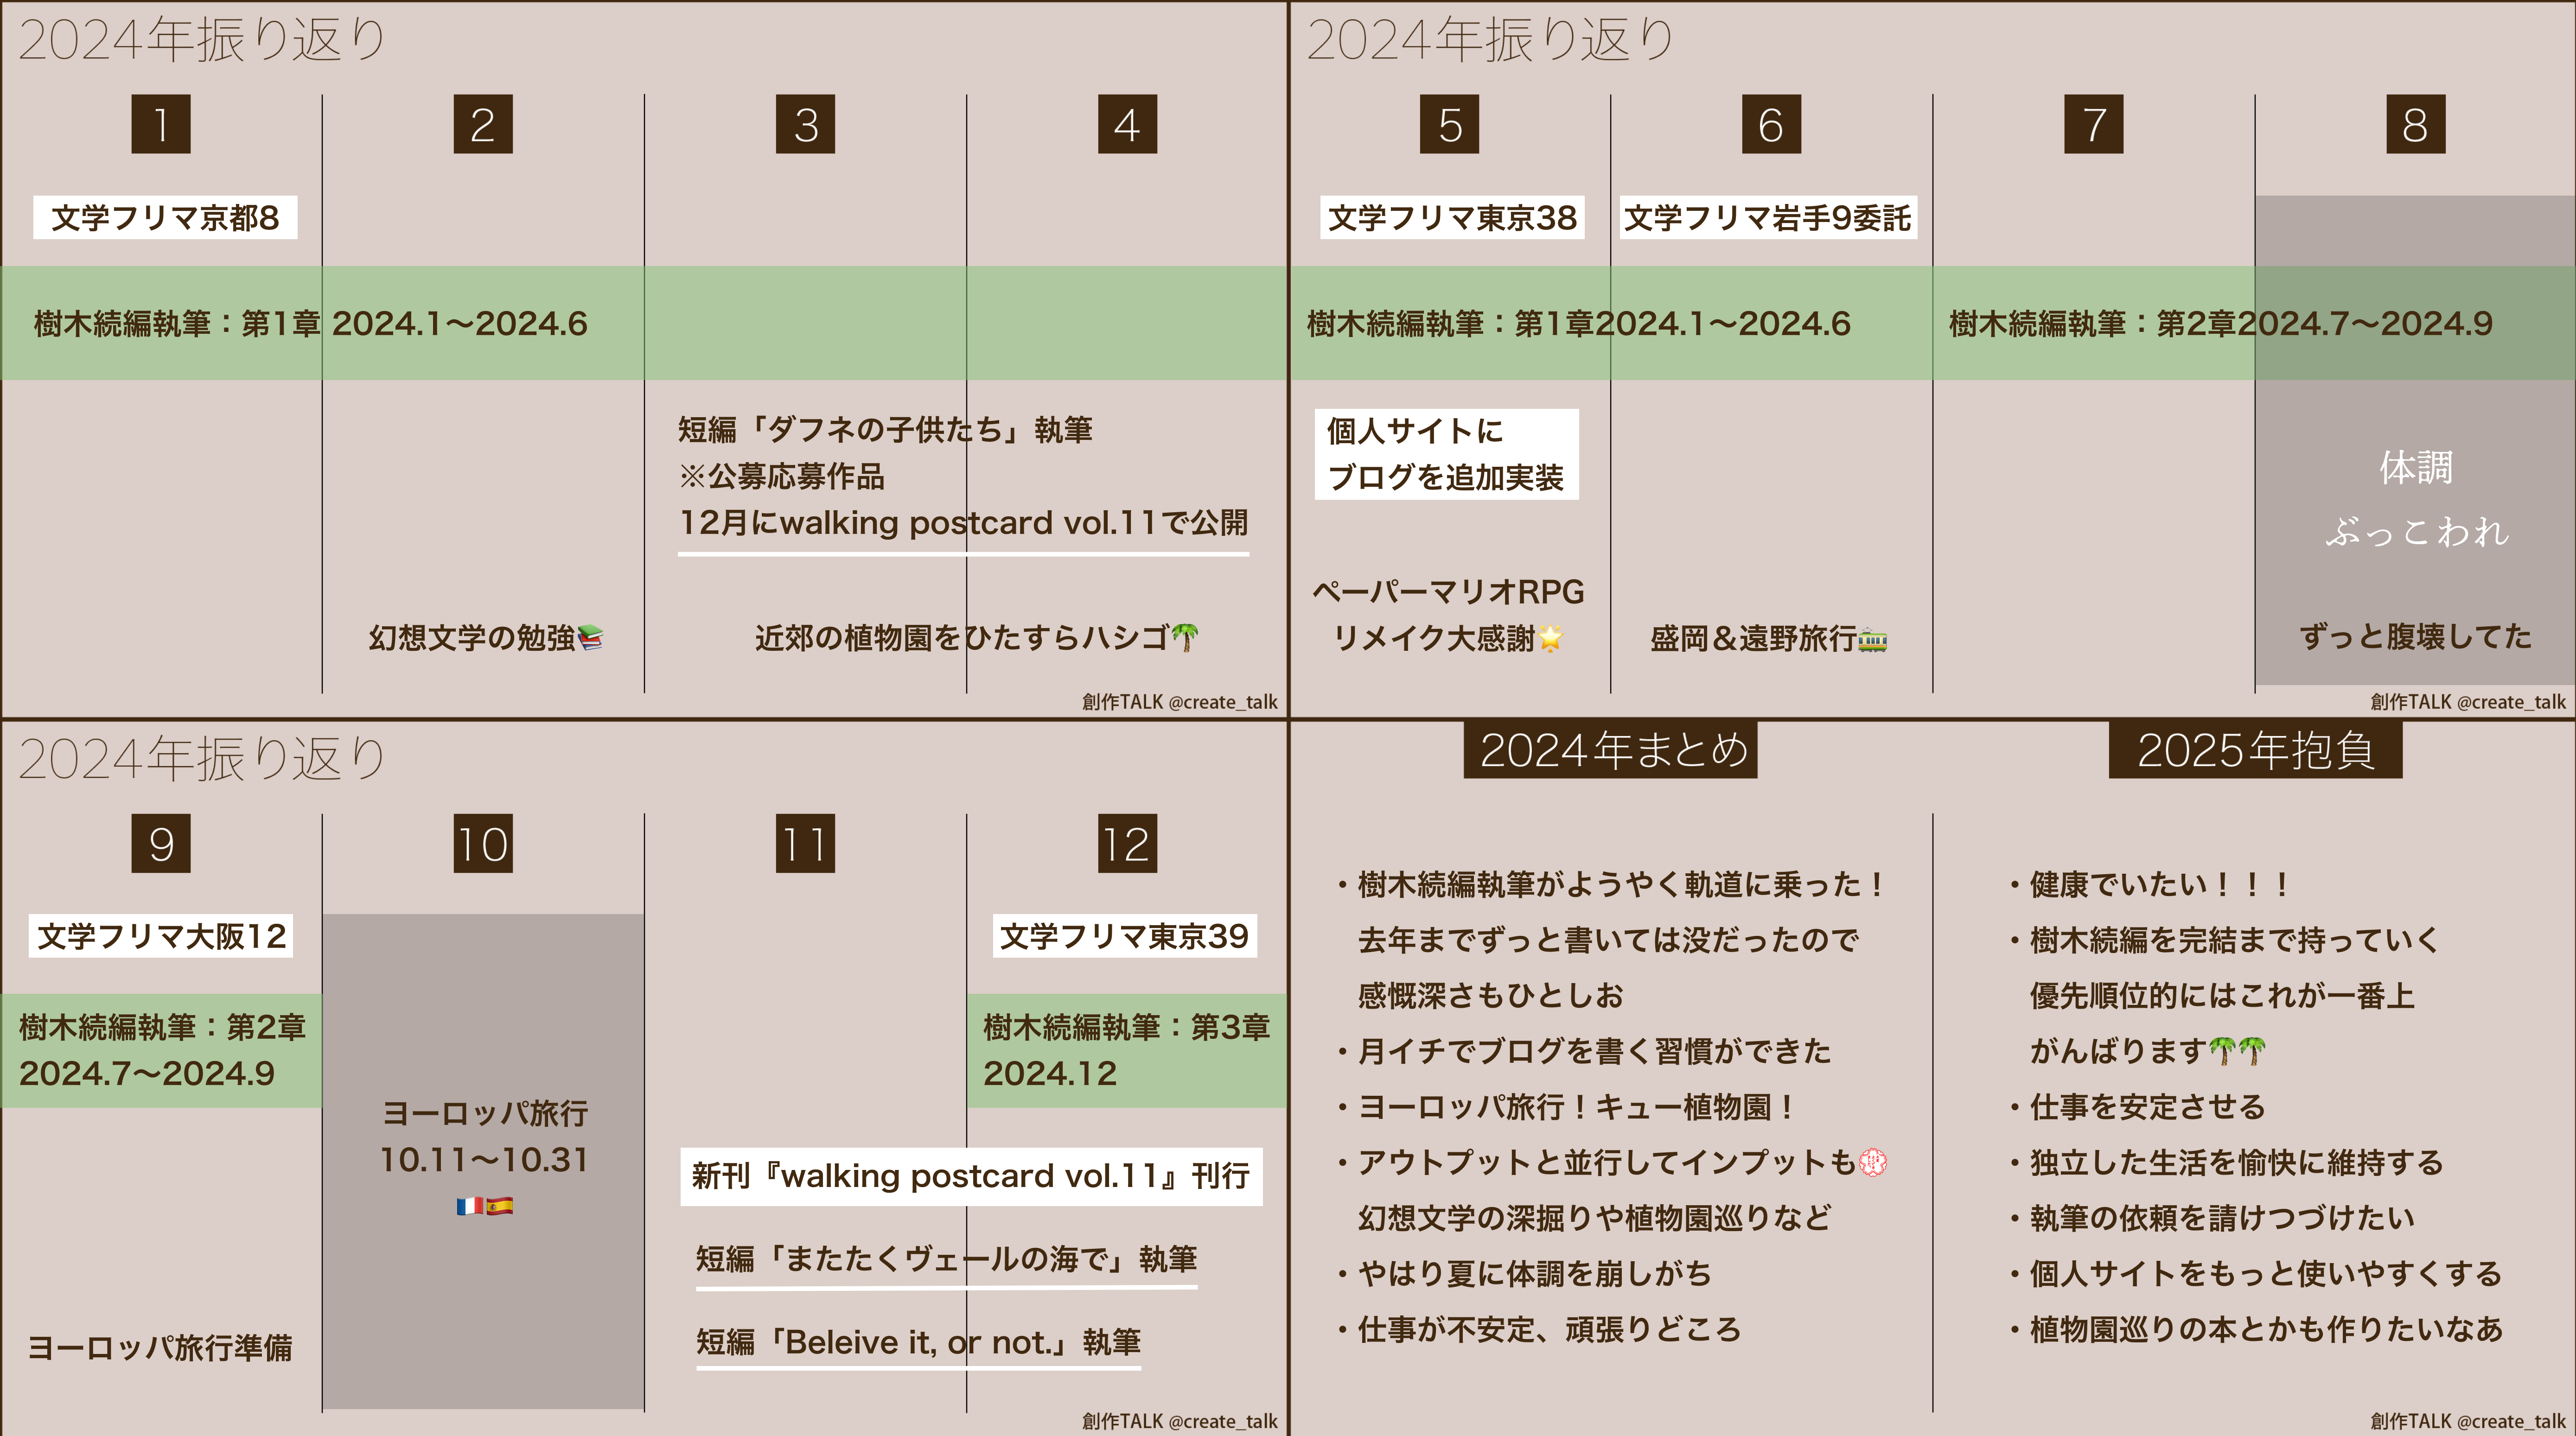 2024年振り返り
1
2
3
4
文学フリマ京都8
樹木続編執筆：第1章 2024.1〜2024.6
短編「ダフネの子供たち」執筆
※公募応募作品
12月にwalking postcard vol.11で公開
幻想文学の勉強📚
近郊の植物園をひたすらハシゴ🌴
創作TALK @create_talk
2024年振り返り
5
6
7
8
文学フリマ東京38
文学フリマ岩手9委託
樹木続編執筆：第1章2024.1〜2024.6
樹木続編執筆：第2章2024.7〜2024.9
個人サイトに
ブログを追加実装
体調
ぶっこわれ
ペーパーマリオRPG
リメイク大感謝🌟
盛岡＆遠野旅行🚋
ずっと腹壊してた
創作TALK @create_talk
2024年振り返り
9
10
11
12
文学フリマ大阪12
文学フリマ東京39
樹木続編執筆：第2章
2024.7〜2024.9
樹木続編執筆：第3章
2024.12
ヨーロッパ旅行
10.11〜10.31
🇫🇷🇪🇸
新刊『walking postcard vol.11』刊行
短編「またたくヴェールの海で」執筆
短編「Beleive it, or not.」執筆
ヨーロッパ旅行準備
創作TALK @create_talk
2024年まとめ
・樹木続編執筆がようやく軌道に乗った！
去年までずっと書いては没だったので
感慨深さもひとしお
・月イチでブログを書く習慣ができた
・ヨーロッパ旅行！キュー植物園！
・アウトプットと並行してインプットも💮
幻想文学の深掘りや植物園巡りなど
・やはり夏に体調を崩しがち
・仕事が不安定、頑張りどころ
2025年抱負
・健康でいたい！！！
・樹木続編を完結まで持っていく
優先順位的にはこれが一番上
がんばります🌴🌴
・仕事を安定させる
・独立した生活を愉快に維持する
・執筆の依頼を請けつづけたい
・個人サイトをもっと使いやすくする
・植物園巡りの本とかも作りたいなあ
創作TALK @create_talk